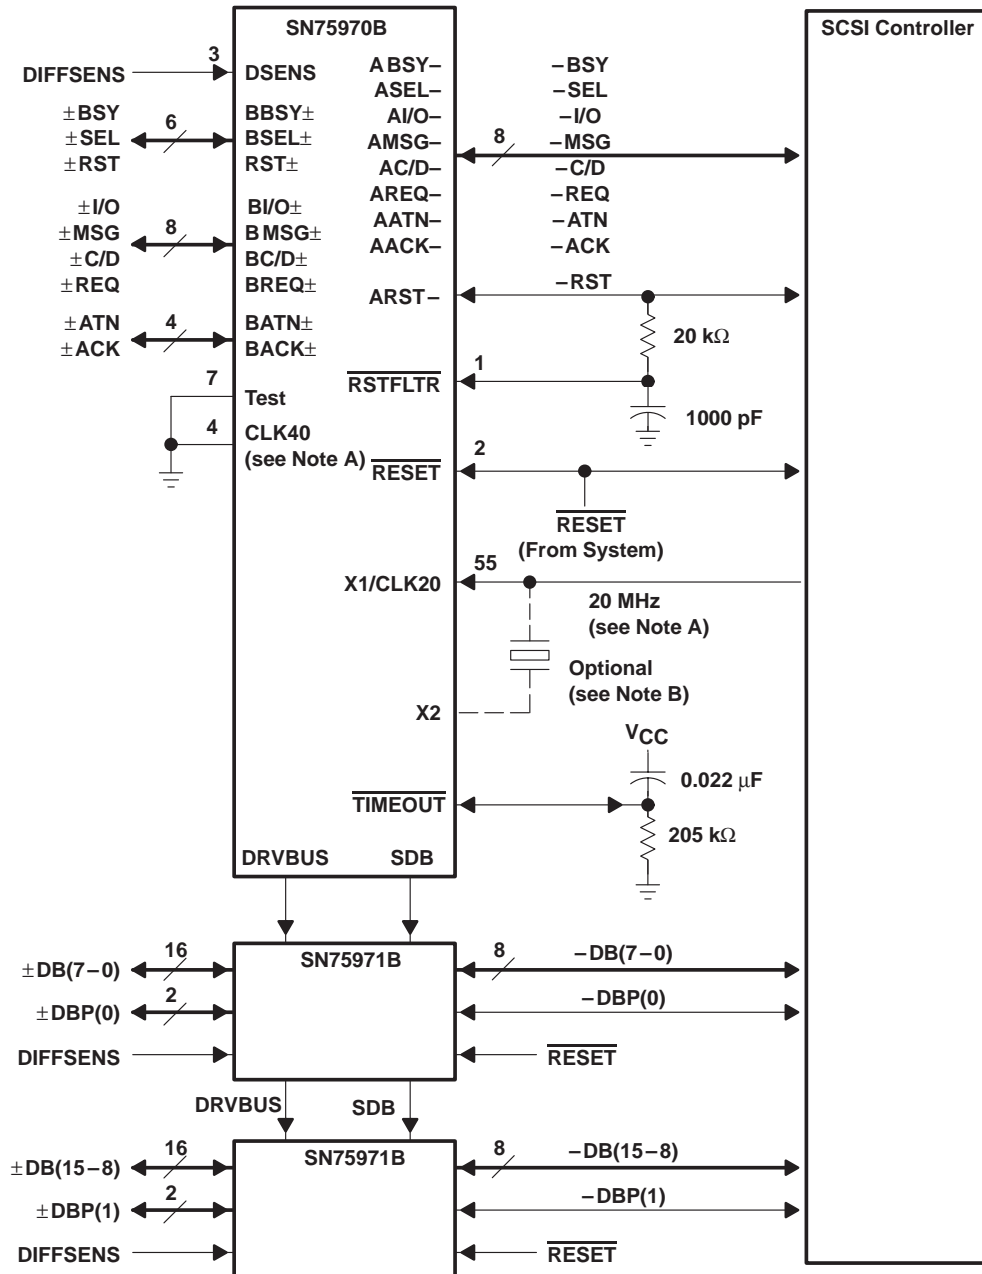 SN75970B
SCSI Controller
DIFFSENS
3
DSENS
±BSY
±SEL
±RST
6
BBSY±
BSEL±
RST±
±I/O
±MSG
±C/D
±REQ
8
BI/O±
BMSG±
BC/D±
BREQ±
±ATN
±ACK
4
BATN±
BACK±
7
Test
4
CLK40
(see Note A)
ABSY–
ASEL–
AI/O–
AMSG–
AC/D–
AREQ–
AATN–
AACK–
8
–BSY
–SEL
–I/O
–MSG
–C/D
–REQ
–ATN
–ACK
ARST–
–RST
20 kΩ
RSTFLTR
1
1000 pF
RESET
2
RESET
(From System)
X1/CLK20
55
20 MHz
(see Note A)
Optional
(see Note B)
X2
VCC
0.022 μF
TIMEOUT
205 kΩ
DRVBUS
SDB
SN75971B
±DB(7–0)
16
8
–DB(7–0)
±DBP(0)
2
–DBP(0)
DIFFSENS
RESET
DRVBUS
SDB
SN75971B
±DB(15–8)
16
8
–DB(15–8)
±DBP(1)
2
–DBP(1)
DIFFSENS
RESET